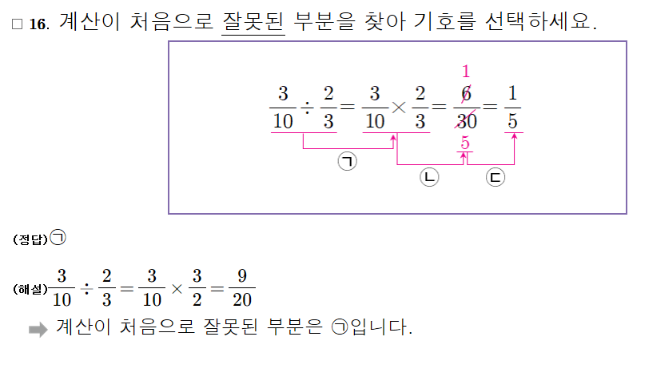 □ 16. 계산이 처음으로 잘못된 부분을 찾아 기호를 선택하세요.
3/10 ÷ 2/3 = 3/10 × 2/3 = 6/30 = 1/5
1
5
㉠
㉡ ㉢
(정답)㉠
(해설) 3/10 ÷ 2/3 = 3/10 × 3/2 = 9/20
➡ 계산이 처음으로 잘못된 부분은 ㉠입니다.